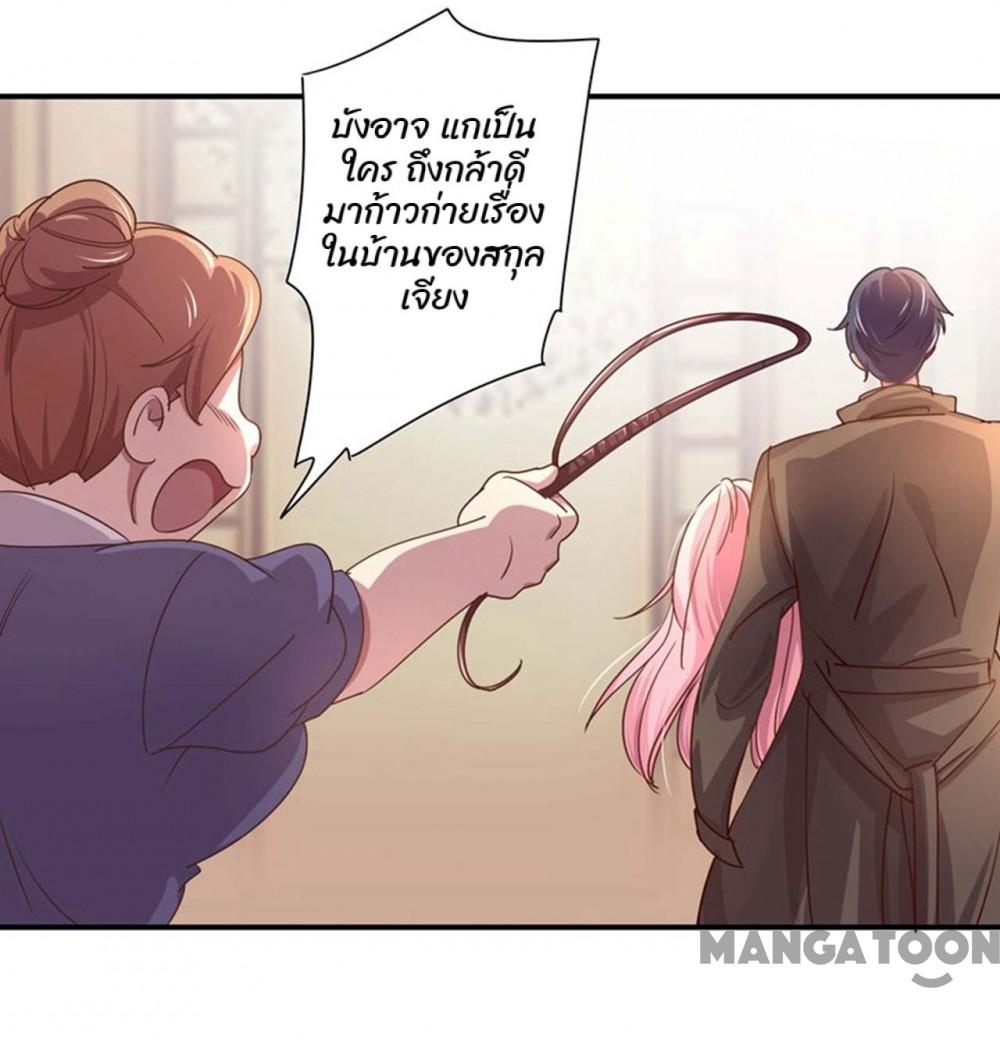 บังอาจ แกเป็น
ใคร ถึงกล้าดี
มาก้าวก่ายเรื่อง
ในบ้านของสกุล
เจียง
MANGATOON